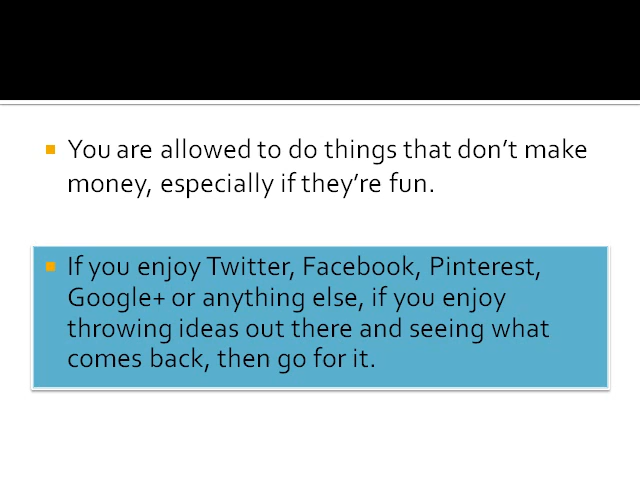 You are allowed to do things that don’t make
money, especially if they’re fun.
If you enjoy Twitter, Facebook, Pinterest,
Google+ or anything else, if you enjoy
throwing ideas out there and seeing what
comes back, then go for it.